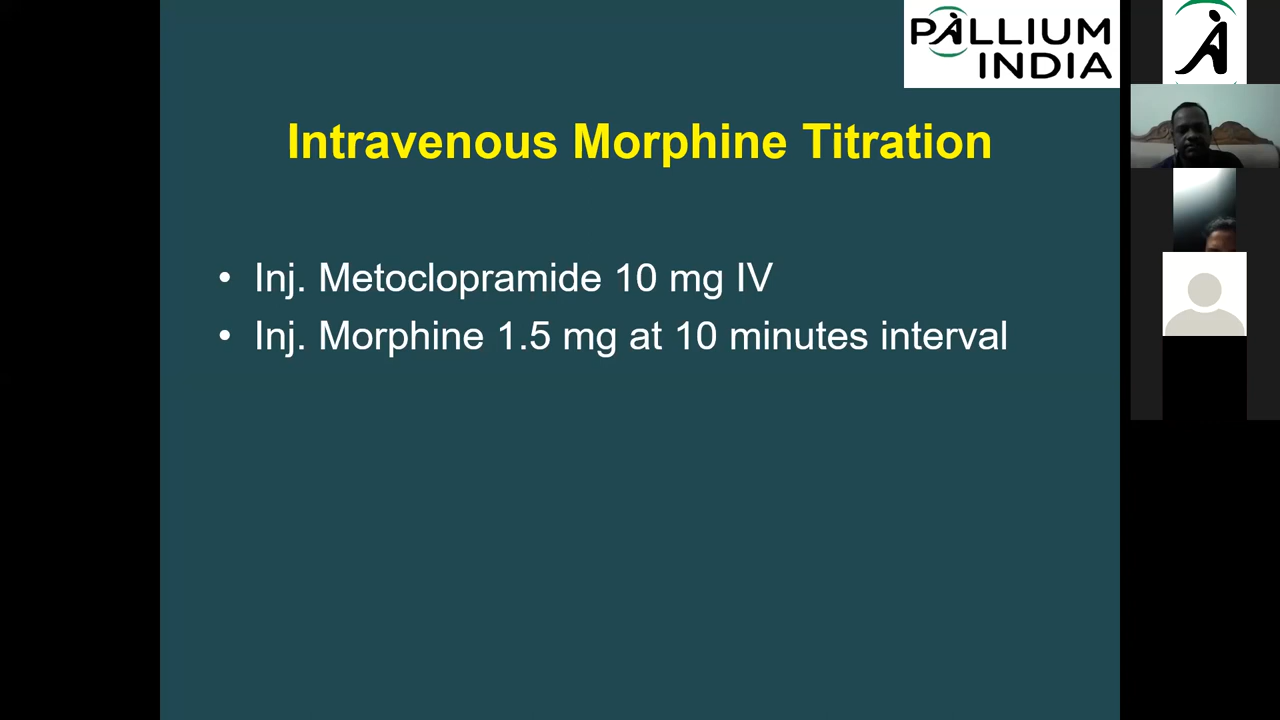 PALLIUM
INDIA
Intravenous Morphine Titration
• Inj. Metoclopramide 10 mg IV
• Inj. Morphine 1.5 mg at 10 minutes interval